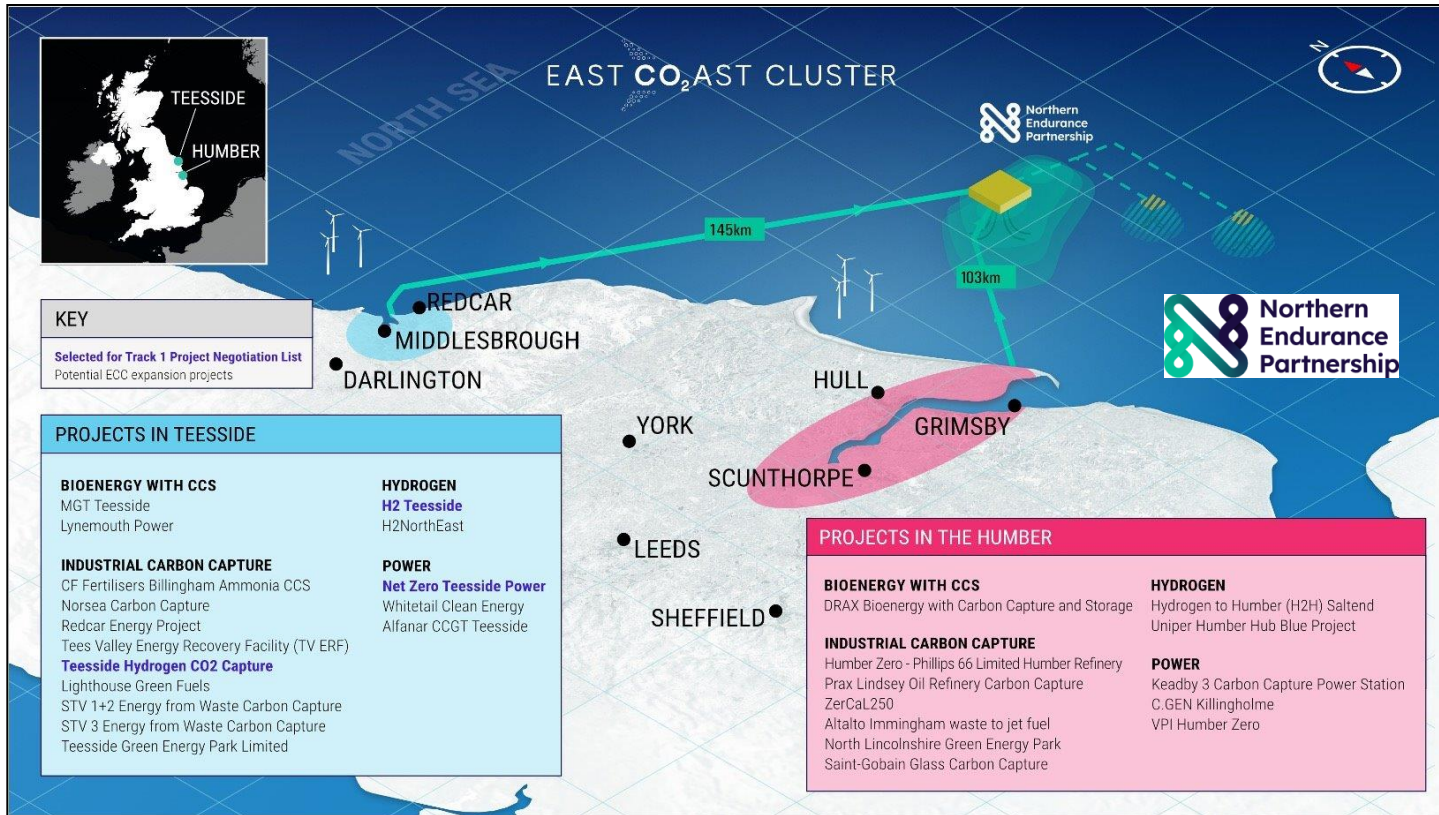 EAST CO₂AST CLUSTER
NORTH SEA
N
TEESSIDE
HUMBER
Northern
Endurance
Partnership
145km
103km
Northern
Endurance
Partnership
REDCAR
MIDDLESBROUGH
DARLINGTON
HULL
GRIMSBY
YORK
SCUNTHORPE
LEEDS
SHEFFIELD
KEY
Selected for Track 1 Project Negotiation List
Potential ECC expansion projects
PROJECTS IN TEESSIDE
BIOENERGY WITH CCS
MGT Teesside
Lynemouth Power
INDUSTRIAL CARBON CAPTURE
CF Fertilisers Billingham Ammonia CCS
Norsea Carbon Capture
Redcar Energy Project
Tees Valley Energy Recovery Facility (TV ERF)
Teesside Hydrogen CO2 Capture
Lighthouse Green Fuels
STV 1+2 Energy from Waste Carbon Capture
STV 3 Energy from Waste Carbon Capture
Teesside Green Energy Park Limited
HYDROGEN
H2 Teesside
H2NorthEast
POWER
Net Zero Teesside Power
Whitetail Clean Energy
Alfanar CCGT Teesside
PROJECTS IN THE HUMBER
BIOENERGY WITH CCS
DRAX Bioenergy with Carbon Capture and Storage
INDUSTRIAL CARBON CAPTURE
Humber Zero - Phillips 66 Limited Humber Refinery
Prax Lindsey Oil Refinery Carbon Capture
ZerCaL250
Altalto Immingham waste to jet fuel
North Lincolnshire Green Energy Park
Saint-Gobain Glass Carbon Capture
HYDROGEN
Hydrogen to Humber (H2H) Saltend
Uniper Humber Hub Blue Project
POWER
Keadby 3 Carbon Capture Power Station
C.GEN Killingholme
VPI Humber Zero